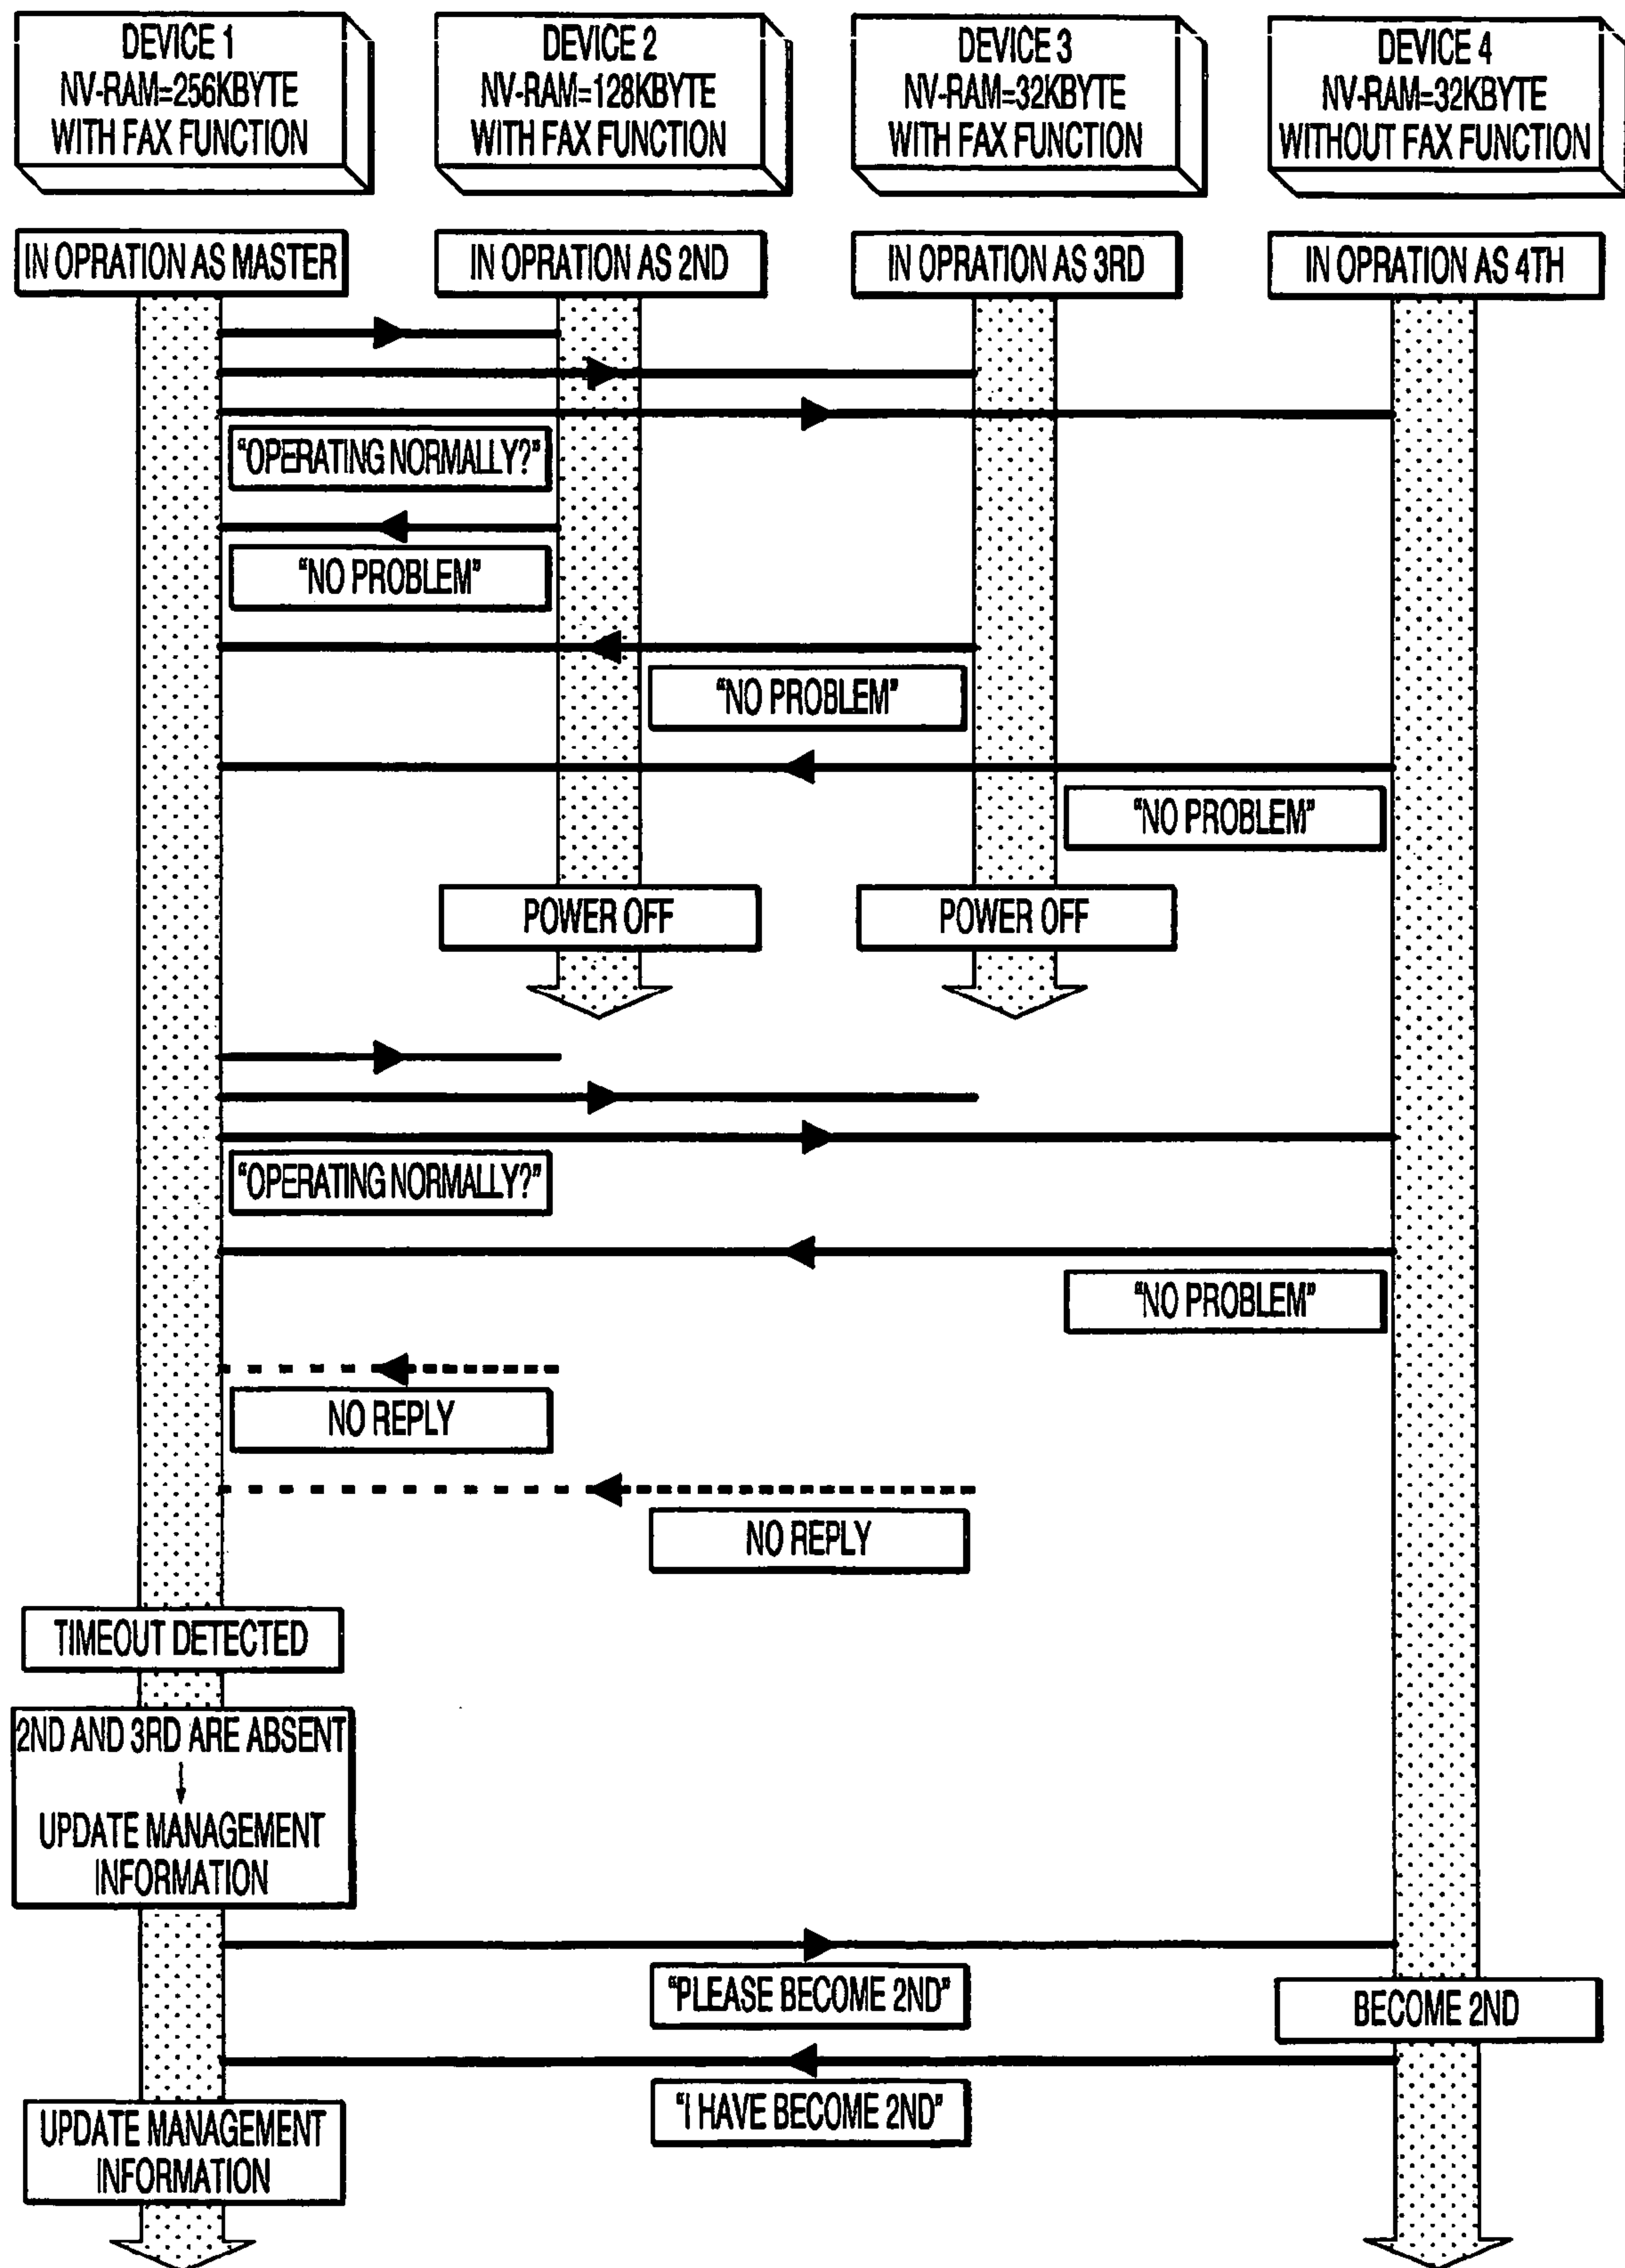 DEVICE 1
NV-RAM=256KBYTE
WITH FAX FUNCTION
DEVICE 2
NV-RAM=128KBYTE
WITH FAX FUNCTION
DEVICE 3
NV-RAM=32KBYTE
WITH FAX FUNCTION
DEVICE 4
NV-RAM=32KBYTE
WITHOUT FAX FUNCTION
IN OPRATION AS MASTER
IN OPRATION AS 2ND
IN OPRATION AS 3RD
IN OPRATION AS 4TH
"OPERATING NORMALLY?"
"NO PROBLEM"
"NO PROBLEM"
"NO PROBLEM"
POWER OFF
POWER OFF
"OPERATING NORMALLY?"
"NO PROBLEM"
NO REPLY
NO REPLY
TIMEOUT DETECTED
2ND AND 3RD ARE ABSENT
UPDATE MANAGEMENT
INFORMATION
"PLEASE BECOME 2ND"
BECOME 2ND
"I HAVE BECOME 2ND"
UPDATE MANAGEMENT
INFORMATION